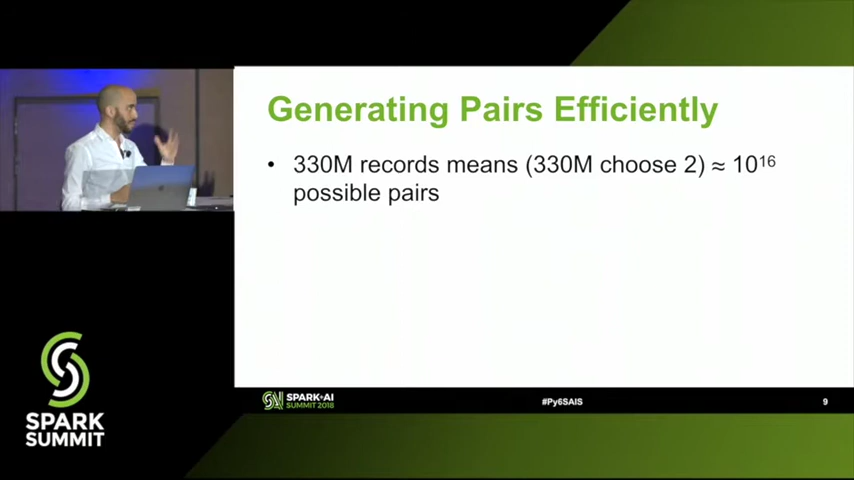 Generating Pairs Efficiently
• 330M records means (330M choose 2) ≈ 10¹⁶
possible pairs
SPARK+AI
SUMMIT 2018
#Py6SAIS
9
SPARK
SUMMIT